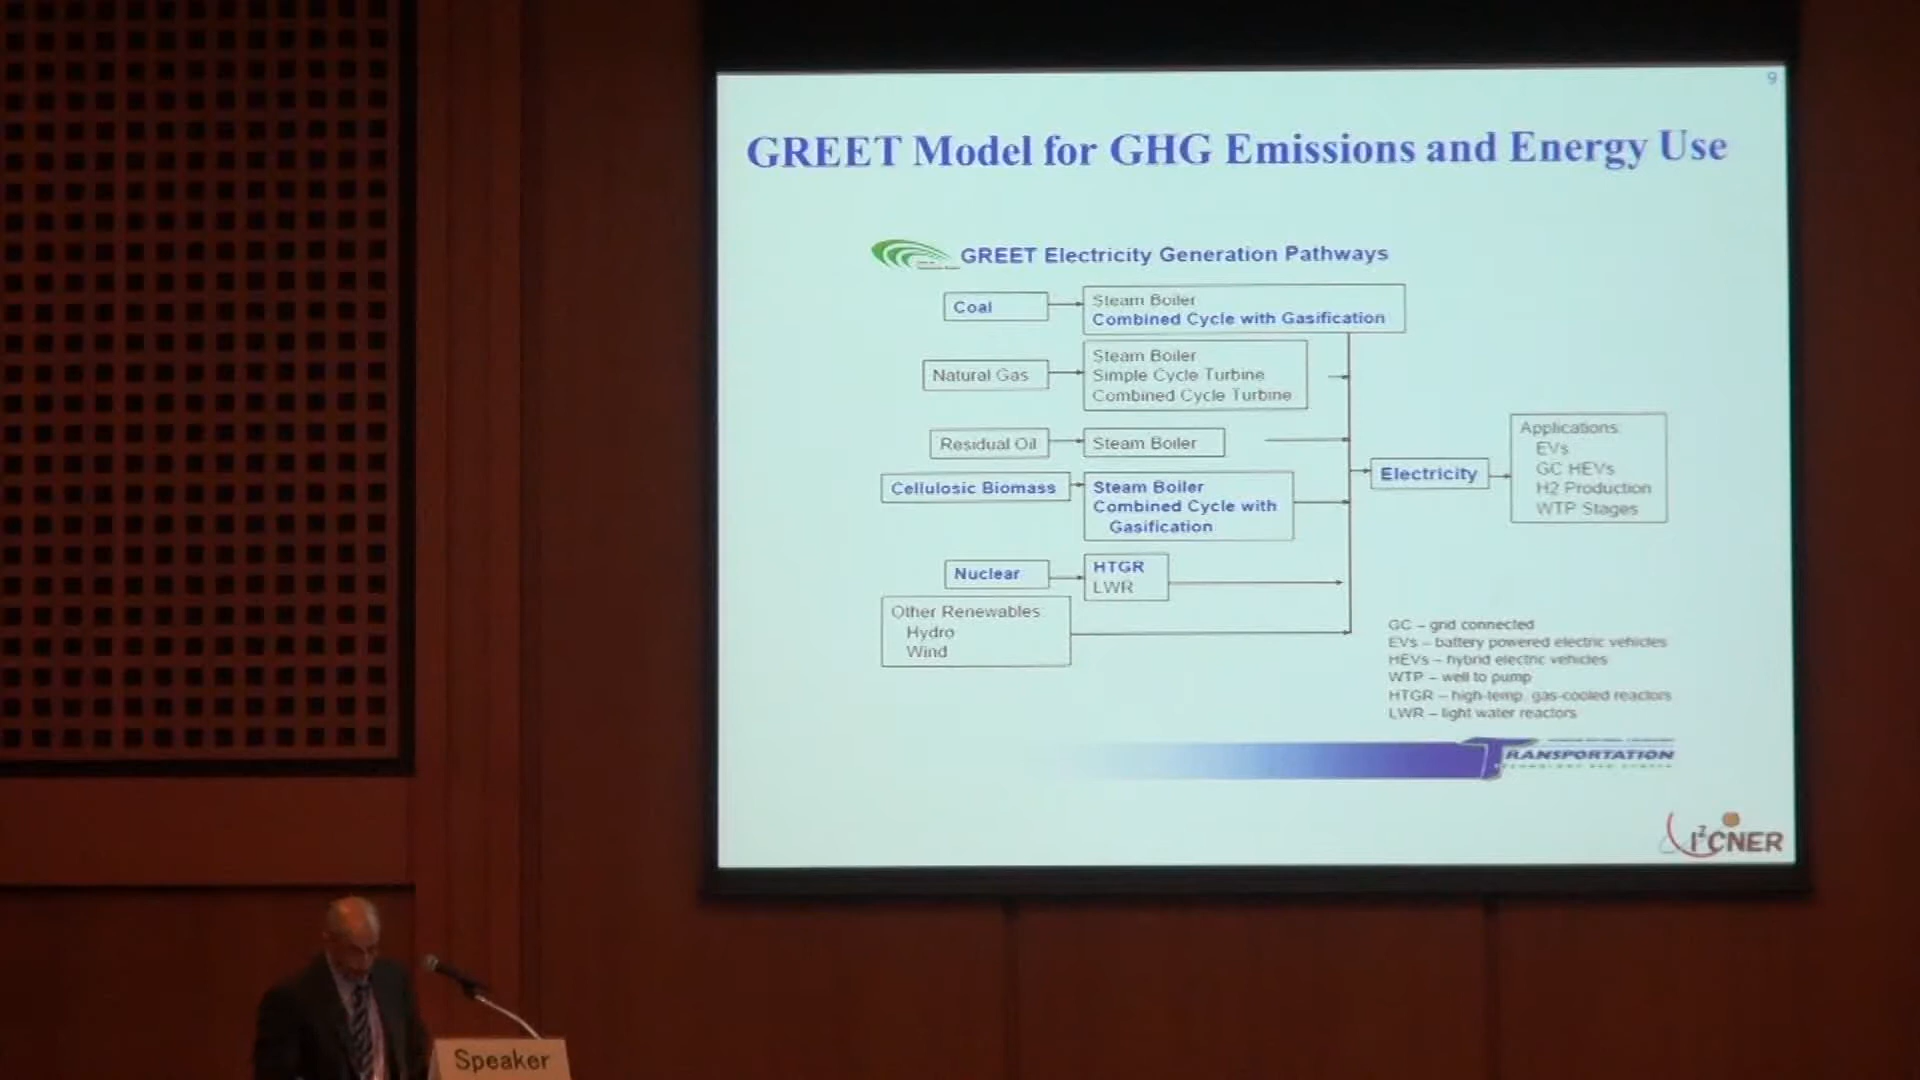 9
GREET Model for GHG Emissions and Energy Use
GREET Electricity Generation Pathways
Coal
Steam Boiler
Combined Cycle with Gasification
Natural Gas
Steam Boiler
Simple Cycle Turbine
Combined Cycle Turbine
Residual Oil
Steam Boiler
Cellulosic Biomass
Steam Boiler
Combined Cycle with
Gasification
Nuclear
HTGR
LWR
Other Renewables
Hydro
Wind
Electricity
Applications:
EVs
GC HEVs
H2 Production
WTP Stages
GC – grid connected
EVs – battery powered electric vehicles
HEVs – hybrid electric vehicles
WTP – well to pump
HTGR – high-temp. gas-cooled reactors
LWR – light water reactors
TRANSPORTATION
I²CNER
Speaker